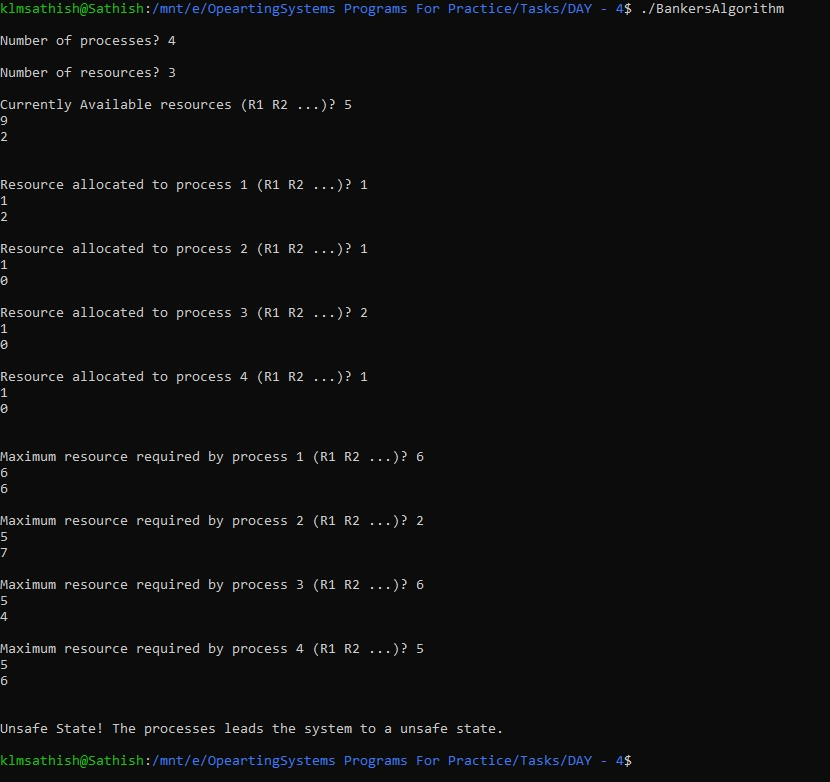 klmsathish@Sathish:/mnt/e/OpeartingSystems Programs For Practice/Tasks/DAY - 4$ ./BankersAlgorithm
Number of processes? 4
Number of resources? 3
Currently Available resources (R1 R2 ...)? 5
9
2
Resource allocated to process 1 (R1 R2 ...)? 1
1
2
Resource allocated to process 2 (R1 R2 ...)? 1
1
0
Resource allocated to process 3 (R1 R2 ...)? 2
1
0
Resource allocated to process 4 (R1 R2 ...)? 1
1
0
Maximum resource required by process 1 (R1 R2 ...)? 6
6
6
Maximum resource required by process 2 (R1 R2 ...)? 2
5
7
Maximum resource required by process 3 (R1 R2 ...)? 6
5
4
Maximum resource required by process 4 (R1 R2 ...)? 5
5
6
Unsafe State! The processes leads the system to a unsafe state.
klmsathish@Sathish:/mnt/e/OpeartingSystems Programs For Practice/Tasks/DAY - 4$